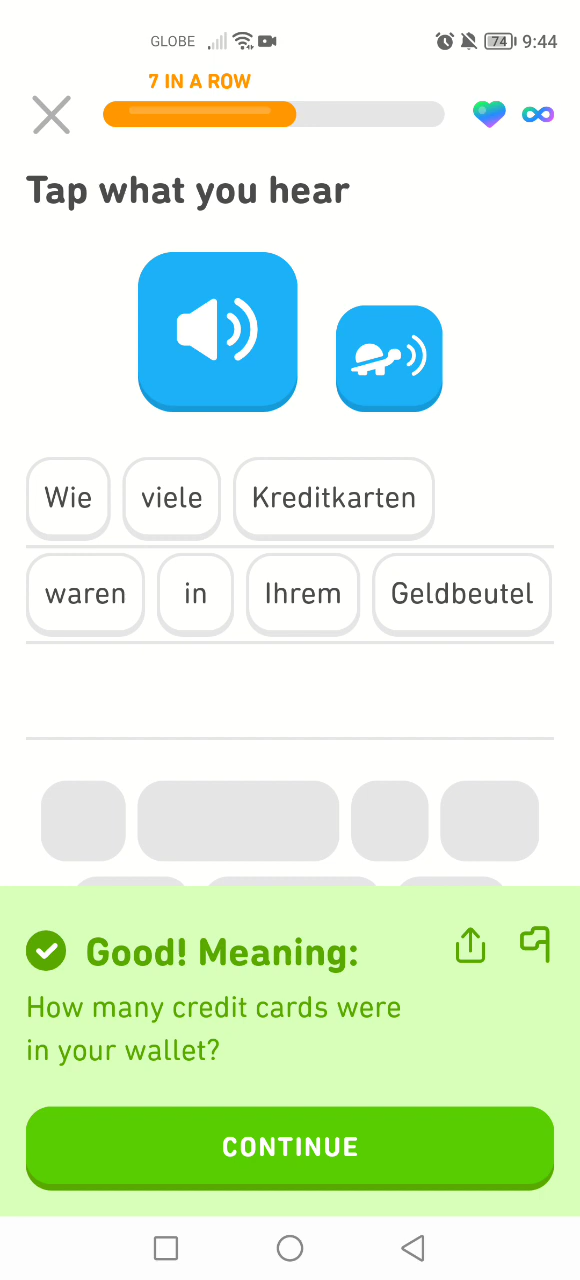 GLOBE 74 9:44
7 IN A ROW
Tap what you hear
Wie viele Kreditkarten
waren in Ihrem Geldbeutel
Good! Meaning:
How many credit cards were
in your wallet?
CONTINUE